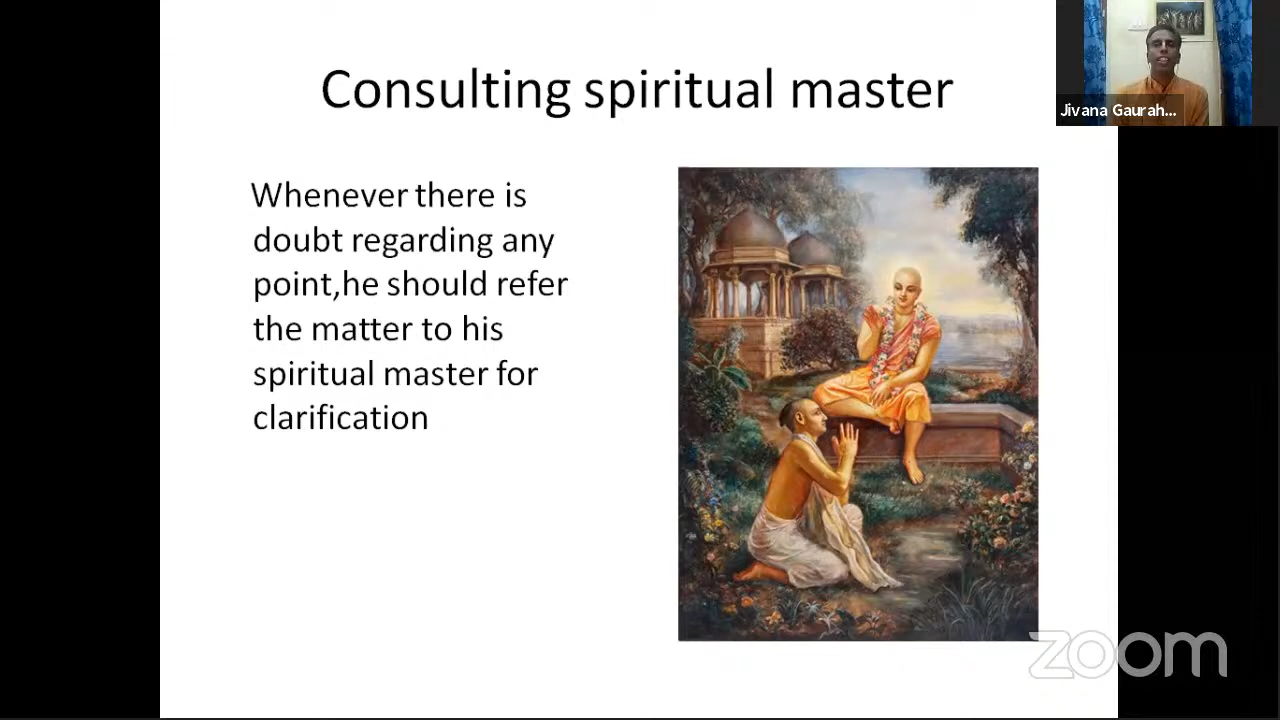 Consulting spiritual master
Whenever there is
doubt regarding any
point,he should refer
the matter to his
spiritual master for
clarification
Jivana Gaurah...
zoom